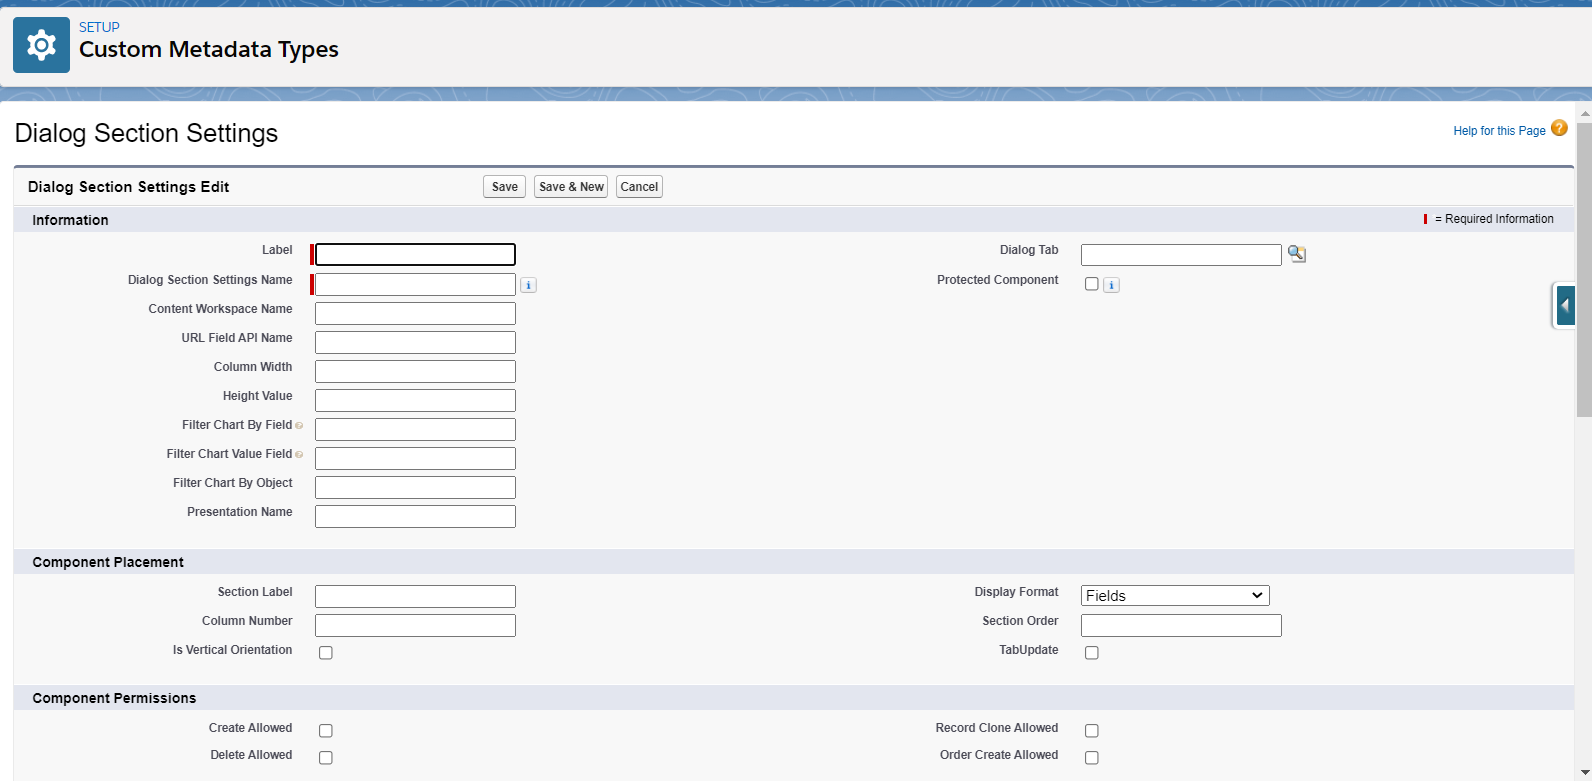 SETUP
Custom Metadata Types
Dialog Section Settings
Help for this Page ?
Dialog Section Settings Edit Save Save & New Cancel
Information = Required Information
Label Dialog Tab
Dialog Section Settings Name i Protected Component i
Content Workspace Name
URL Field API Name
Column Width
Height Value
Filter Chart By Field
Filter Chart Value Field
Filter Chart By Object
Presentation Name
Component Placement
Section Label Display Format Fields
Column Number Section Order
Is Vertical Orientation TabUpdate
Component Permissions
Create Allowed Record Clone Allowed
Delete Allowed Order Create Allowed